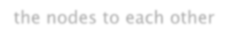 the nodes to each other